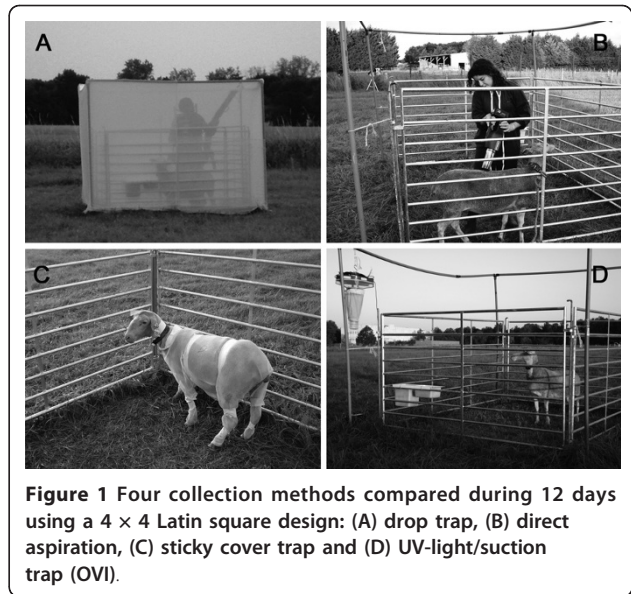 A
B
C
D
Figure 1 Four collection methods compared during 12 days
using a 4 × 4 Latin square design: (A) drop trap, (B) direct
aspiration, (C) sticky cover trap and (D) UV-light/suction
trap (OVI).